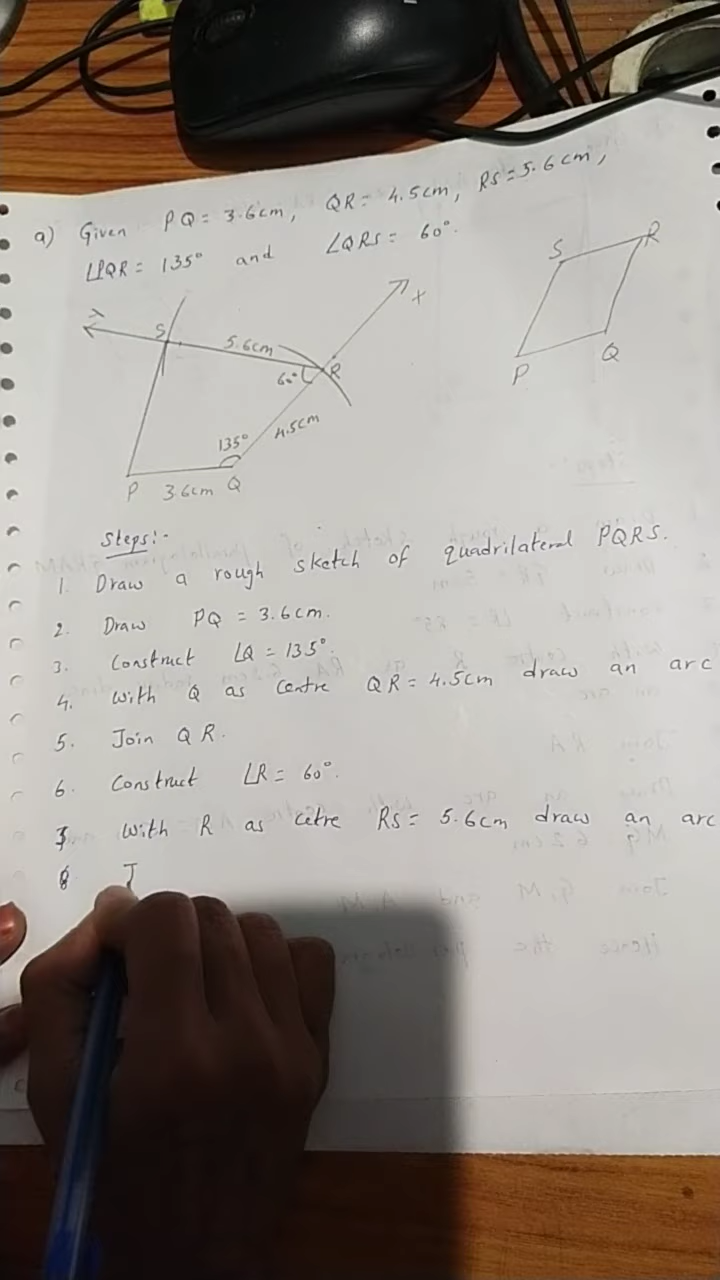 a) Given PQ = 3.6cm, QR = 4.5cm, RS = 5.6cm,
∠PQR = 135° and ∠QRS = 60°.
S R
P Q
X
S 5.6cm
60° R
135° 4.5cm
P 3.6cm Q
Steps:-
1. Draw a rough sketch of quadrilateral PQRS.
2. Draw PQ = 3.6cm.
3. Construct ∠Q = 135°.
4. With Q as centre QR = 4.5cm draw an arc
5. Join QR.
6. Construct ∠R = 60°.
7. With R as cetre RS = 5.6cm draw an arc
8 J